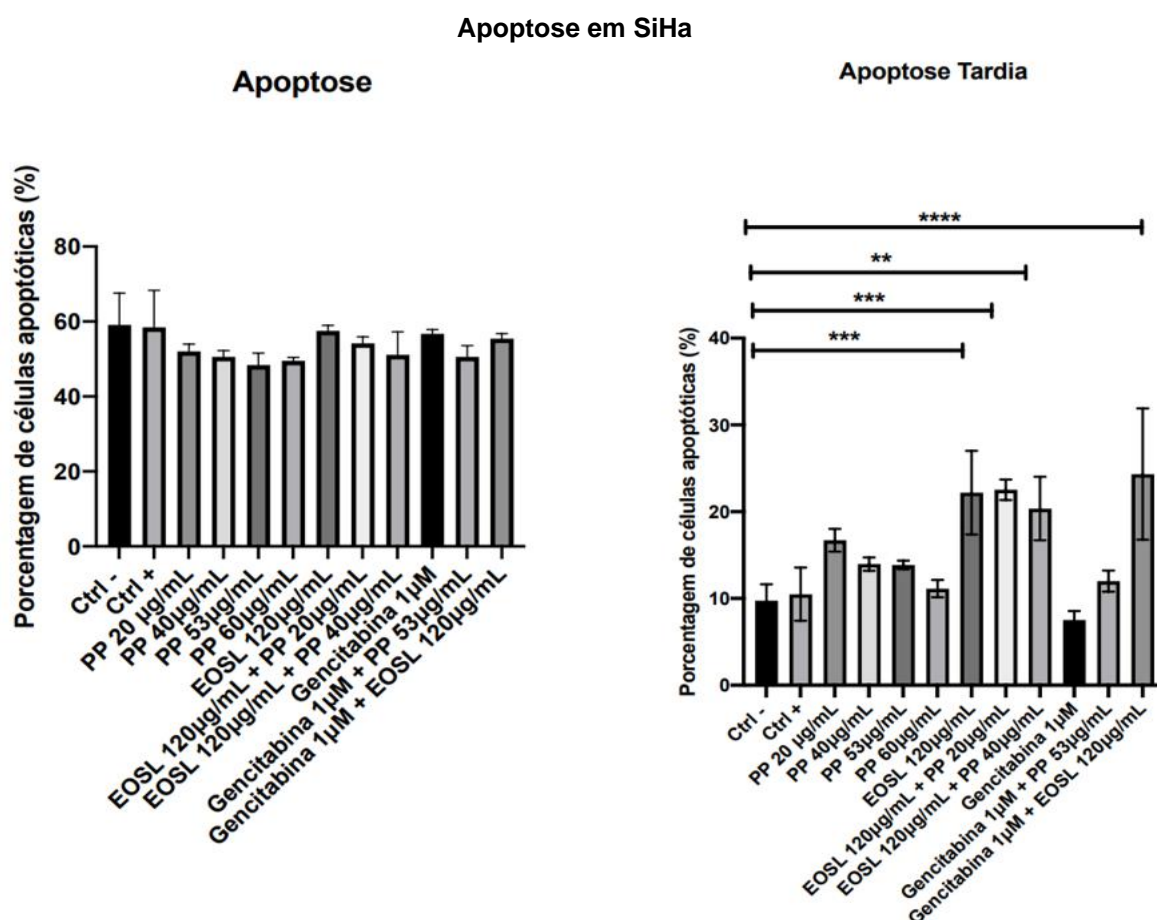 Apoptose em SiHa
Apoptose
Porcentagem de células apoptóticas (%)
80
60
40
20
0
Ctrl -
Ctrl +
PP 20 µg/mL
PP 40µg/mL
PP 53µg/mL
PP 60µg/mL
EOSL 120µg/mL
EOSL 120µg/mL + PP 20µg/mL
EOSL 120µg/mL + PP 40µg/mL
Gencitabina 1µM
Gencitabina 1µM + PP 53µg/mL
Gencitabina 1µM + EOSL 120µg/mL
Apoptose Tardia
****
**
***
***
Porcentagem de células apoptóticas (%)
40
30
20
10
0
Ctrl -
Ctrl +
PP 20 µg/mL
PP 40µg/mL
PP 53µg/mL
PP 60µg/mL
EOSL 120µg/mL
EOSL 120µg/mL + PP 20µg/mL
EOSL 120µg/mL + PP 40µg/mL
Gencitabina 1µM
Gencitabina 1µM + PP 53µg/mL
Gencitabina 1µM + EOSL 120µg/mL